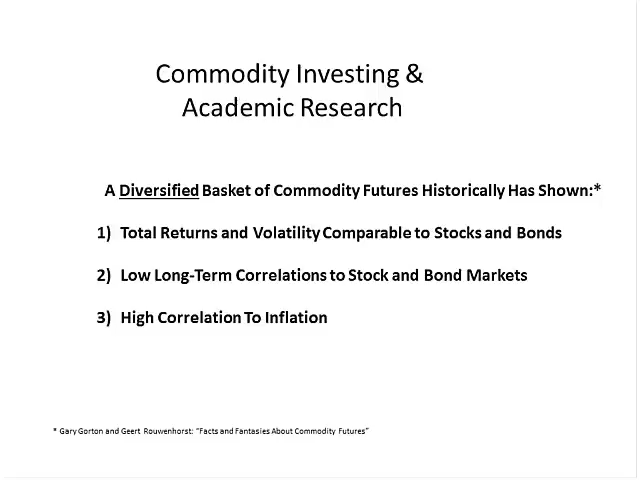 Commodity Investing &
Academic Research
A Diversified Basket of Commodity Futures Historically Has Shown:*
1) Total Returns and Volatility Comparable to Stocks and Bonds
2) Low Long-Term Correlations to Stock and Bond Markets
3) High Correlation To Inflation
* Gary Gorton and Geert Rouwenhorst: "Facts and Fantasies About Commodity Futures"